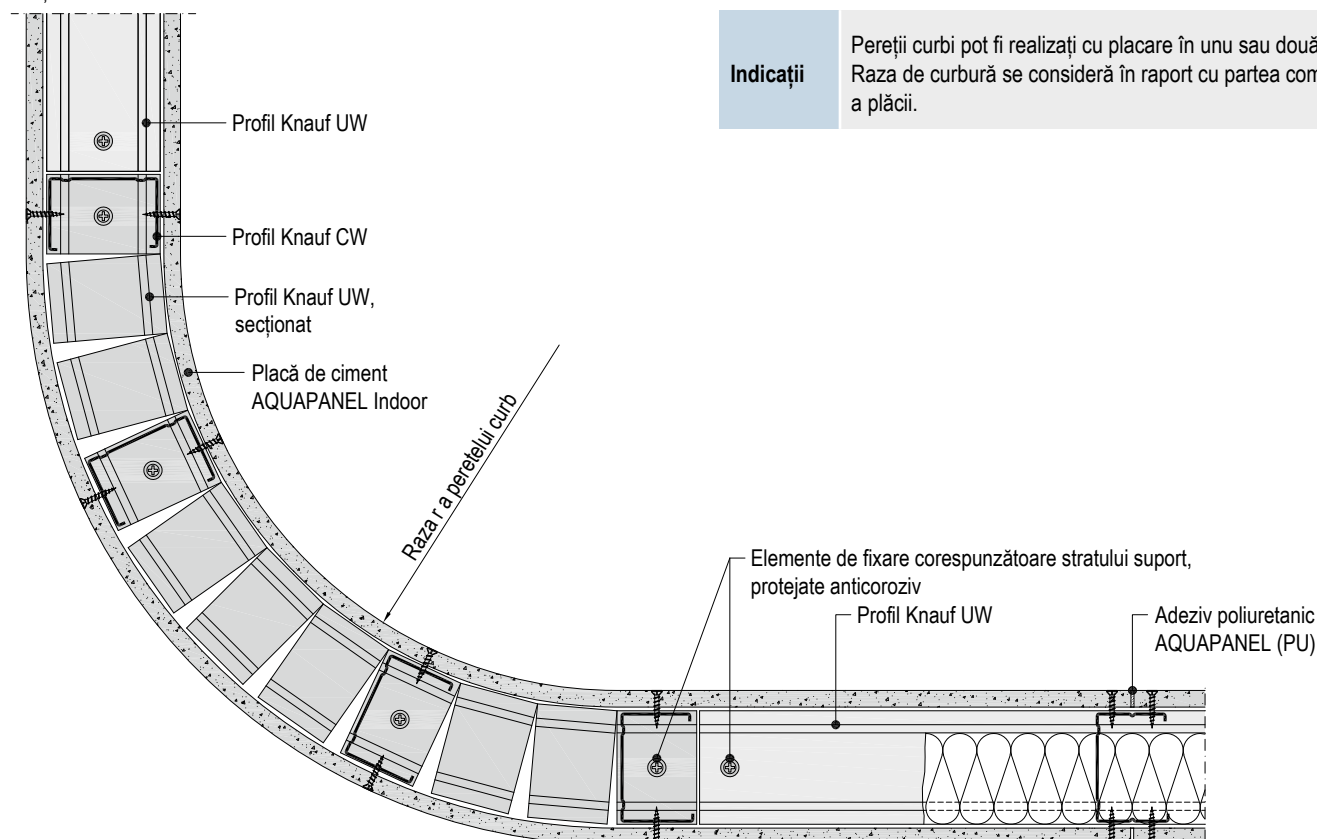 Indicații
Pereții curbi pot fi realizați cu placare în unu sau două
Raza de curbură se consideră în raport cu partea
a plăcii.
Profil Knauf UW
Profil Knauf CW
Profil Knauf UW,
secționat
Placă de ciment
AQUAPANEL Indoor
Raza r a peretelui curb
Elemente de fixare corespunzătoare stratului suport,
protejate anticoroziv
Profil Knauf UW
Adeziv poliuretanic
AQUAPANEL (PU)